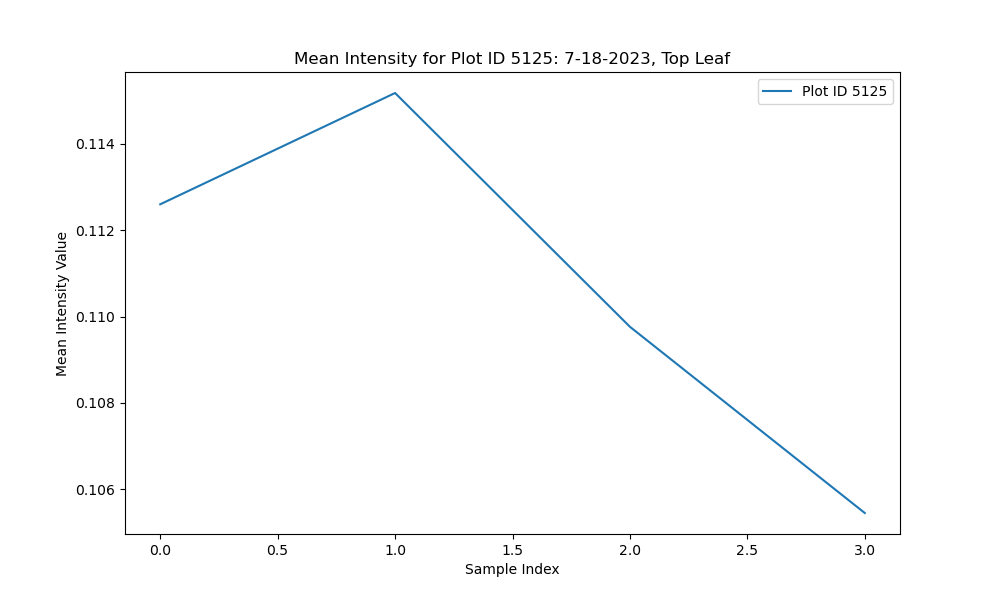 Mean Intensity for Plot ID 5125: 7-18-2023, Top Leaf
Plot ID 5125
Mean Intensity Value
0.114
0.112
0.110
0.108
0.106
0.0 0.5 1.0 1.5 2.0 2.5 3.0
Sample Index